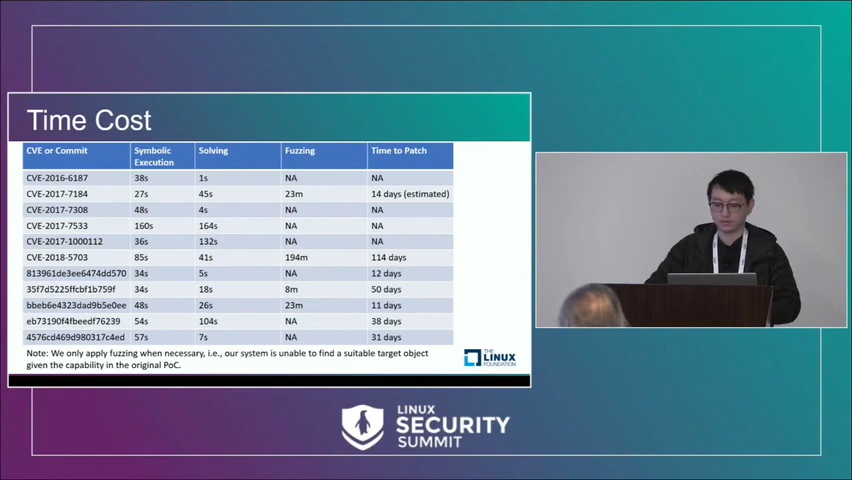 Time Cost
CVE or Commit Symbolic Execution Solving Fuzzing Time to Patch
CVE-2016-6187 38s 1s NA NA
CVE-2017-7184 27s 45s 23m 14 days (estimated)
CVE-2017-7308 48s 4s NA NA
CVE-2017-7533 160s 164s NA NA
CVE-2017-1000112 36s 132s NA NA
CVE-2018-5703 85s 41s 194m 114 days
813961de3ee6474dd570 34s 5s NA 12 days
35f7d5225ffcbf1b759f 34s 18s 8m 50 days
bbeb6e4323dad9b5e0ee 48s 26s 23m 11 days
eb73190f4fbeedf76239 54s 104s NA 38 days
4576cd469d980317c4ed 57s 7s NA 31 days
Note: We only apply fuzzing when necessary, i.e., our system is unable to find a suitable target object
given the capability in the original PoC.
THE
LINUX
FOUNDATION
LINUX
SECURITY
SUMMIT